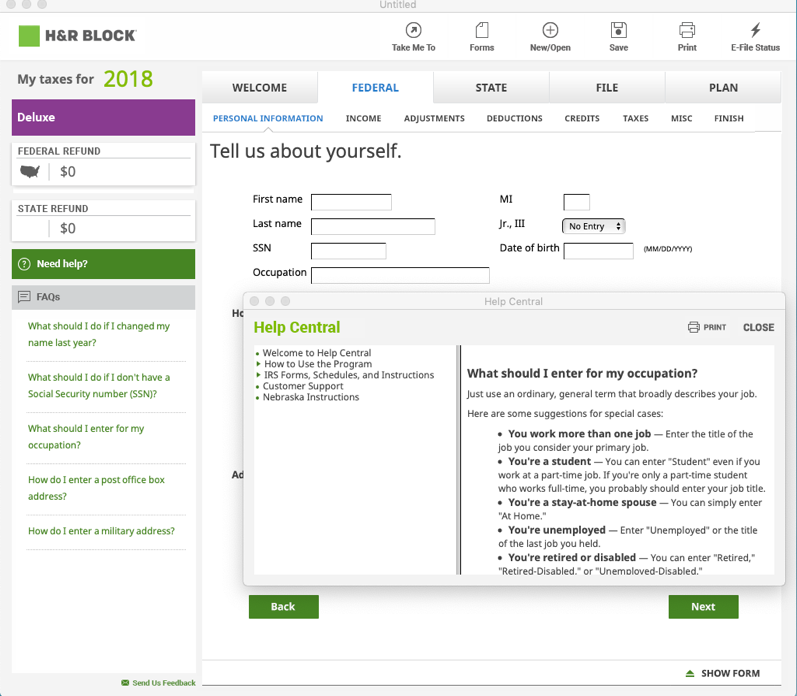 Untitled
H&R BLOCK
Take Me To
Forms
New/Open
Save
Print
E-File Status
My taxes for 2018
WELCOME
FEDERAL
STATE
FILE
PLAN
Deluxe
PERSONAL INFORMATION
INCOME
ADJUSTMENTS
DEDUCTIONS
CREDITS
TAXES
MISC
FINISH
FEDERAL REFUND
$0
STATE REFUND
$0
Need help?
FAQs
What should I do if I changed my
name last year?
What should I do if I don't have a
Social Security number (SSN)?
What should I enter for my
occupation?
How do I enter a post office box
address?
How do I enter a military address?
Send Us Feedback
Tell us about yourself.
First name
MI
Last name
Jr., III
No Entry
SSN
Date of birth
(MM/DD/YYYY)
Occupation
Ho
Ad
Help Central
Help Central
PRINT
CLOSE
Welcome to Help Central
How to Use the Program
IRS Forms, Schedules, and Instructions
Customer Support
Nebraska Instructions
What should I enter for my occupation?
Just use an ordinary, general term that broadly describes your job.
Here are some suggestions for special cases:
• You work more than one job — Enter the title of the
job you consider your primary job.
• You're a student — You can enter "Student" even if you
work at a part-time job. If you're only a part-time student
who works full-time, you probably should enter your job title.
• You're a stay-at-home spouse — You can simply enter
"At Home."
• You're unemployed — Enter "Unemployed" or the title
of the last job you held.
• You're retired or disabled — You can enter "Retired,"
"Retired-Disabled," or "Unemployed-Disabled."
Back
Next
SHOW FORM